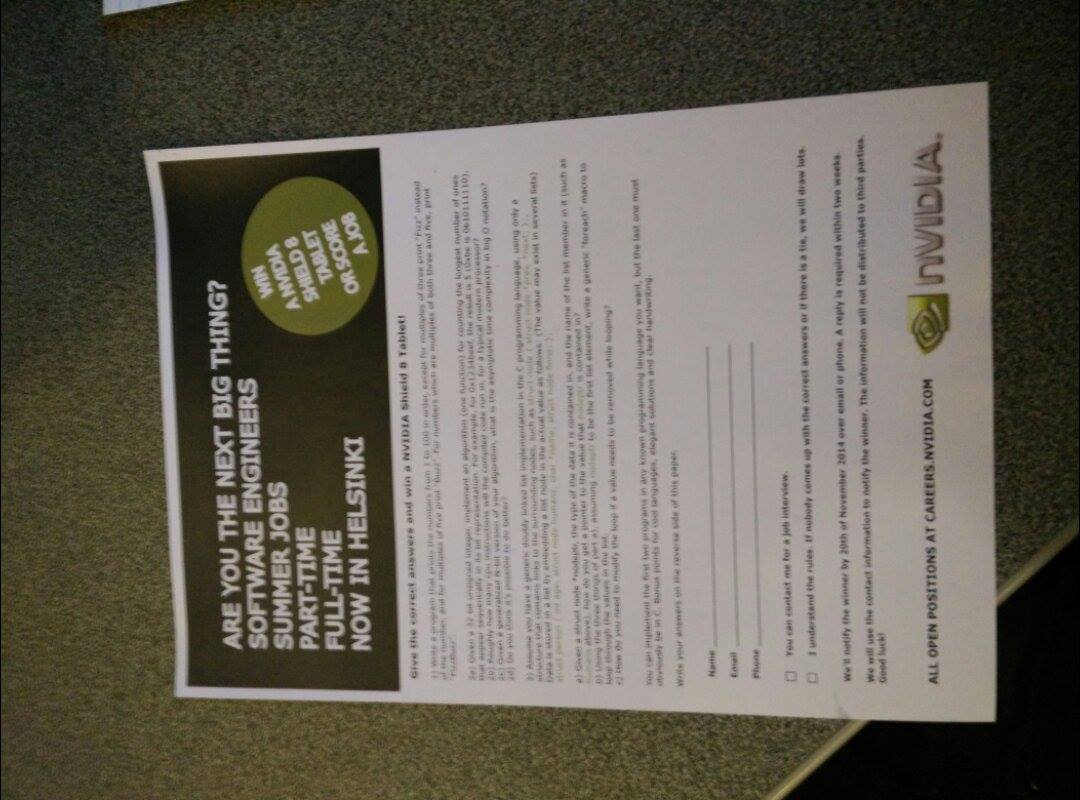 ARE YOU THE NEXT BIG THING?
SOFTWARE ENGINEERS
SUMMER JOBS
PART-TIME
FULL-TIME
NOW IN HELSINKI
WIN
A NVIDIA
SHIELD 8
TABLET
OR SCORE
A JOB
Give the correct answers and win a NVIDIA Shield 8 Tablet!
1) Write a program that prints the numbers from 1 to 100 in order, except for multiples of three print "Fizz" instead
of the number and for multiples of five print "Buzz". For numbers which are multiples of both three and five, print
"FizzBuzz".
2a) Given a 32 bit unsigned integer, implement an algorithm (one function) for counting the longest number of ones
that appear sequentially in its bit representation. For example, for 0x1234beef, the result is 5 (0xbe is 0b10111110).
2b) Roughly how many cpu instructions will the compiled code run in, for a typical modern processor?
2c) Given a generalized N-bit version of your algorithm, what is the asymptotic time complexity in big O notation?
2d) Do you think it's possible to do better?
3) Assume you have a generic doubly linked list implementation in the C programming language, using only a
structure that contains links to the surrounding nodes, such as struct node { struct node *prev, *next; };.
Data is stored in a list by embedding a list node in the actual value as follows: (The value may exist in several lists)
struct person { int age; struct node humans; char *name; struct node
a) Given a struct node *nodeptr, the type of the data it is contained in, and the name of the list member in it (such as
humans above), how do you get a pointer to the value that nodeptr is contained in?
b) Using the three things of part a), assuming nodeptr to be the first list element, write a generic "foreach" macro to
loop through the values in the list.
c) How do you need to modify the loop if a value needs to be removed while looping?
You can implement the first two programs in any known programming language you want, but the last one must
obviously be in C. Bonus points for cool languages, elegant solutions and clear handwriting.
Write your answers on the reverse side of this paper.
Name
Email
Phone
You can contact me for a job interview.
I understand the rules. If nobody comes up with the correct answers or if there is a tie, we will draw lots.
We'll notify the winner by 20th of November 2014 over email or phone. A reply is required within two weeks.
We will use the contact information to notify the winner. The information will not be distributed to third parties.
Good luck!
ALL OPEN POSITIONS AT CAREERS.NVIDIA.COM
NVIDIA.